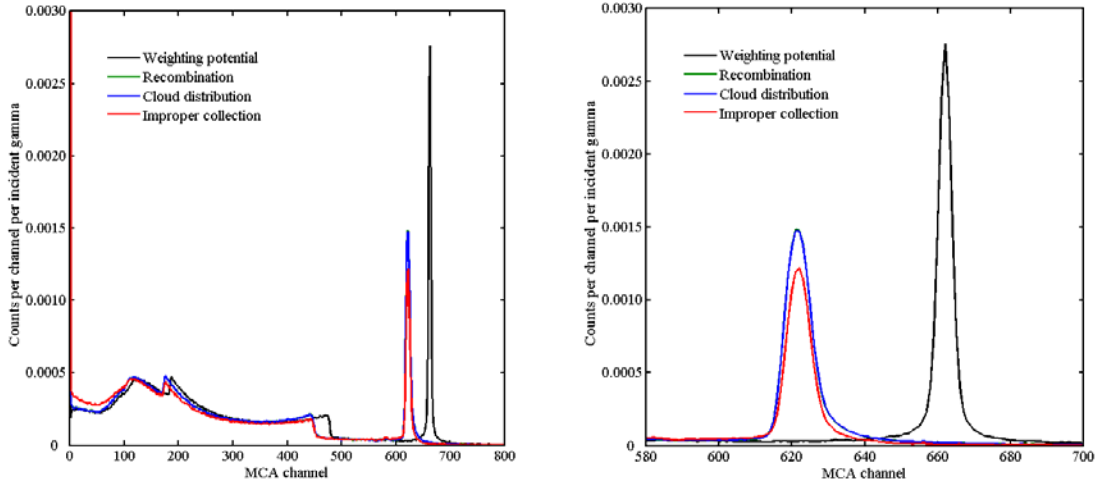 0.0030
0.0025
0.0020
0.0015
0.0010
0.0005
0
Counts per channel per incident gamma
Weighting potential
Recombination
Cloud distribution
Improper collection
0 100 200 300 400 500 600 700 800
MCA channel
0.0030
0.0025
0.0020
0.0015
0.0010
0.0005
0
Counts per channel per incident gamma
Weighting potential
Recombination
Cloud distribution
Improper collection
580 600 620 640 660 680 700
MCA channel